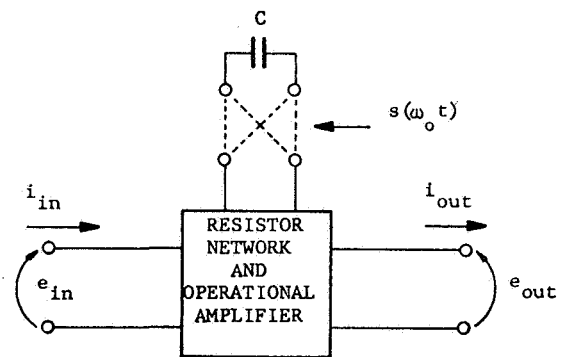 C
s(ω₀t)
i_in
i_out
RESISTOR
NETWORK
AND
OPERATIONAL
AMPLIFIER
e_in
e_out